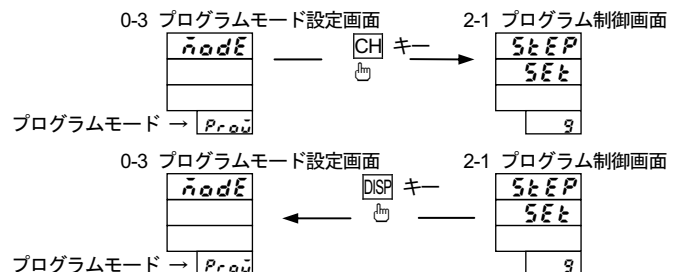 0-3 プログラムモード設定画面 2-1 プログラム制御画面
modE CH キー StEP
SEt
プログラムモード → Prog 9
0-3 プログラムモード設定画面 2-1 プログラム制御画面
modE DISP キー StEP
SEt
プログラムモード → Prog 9